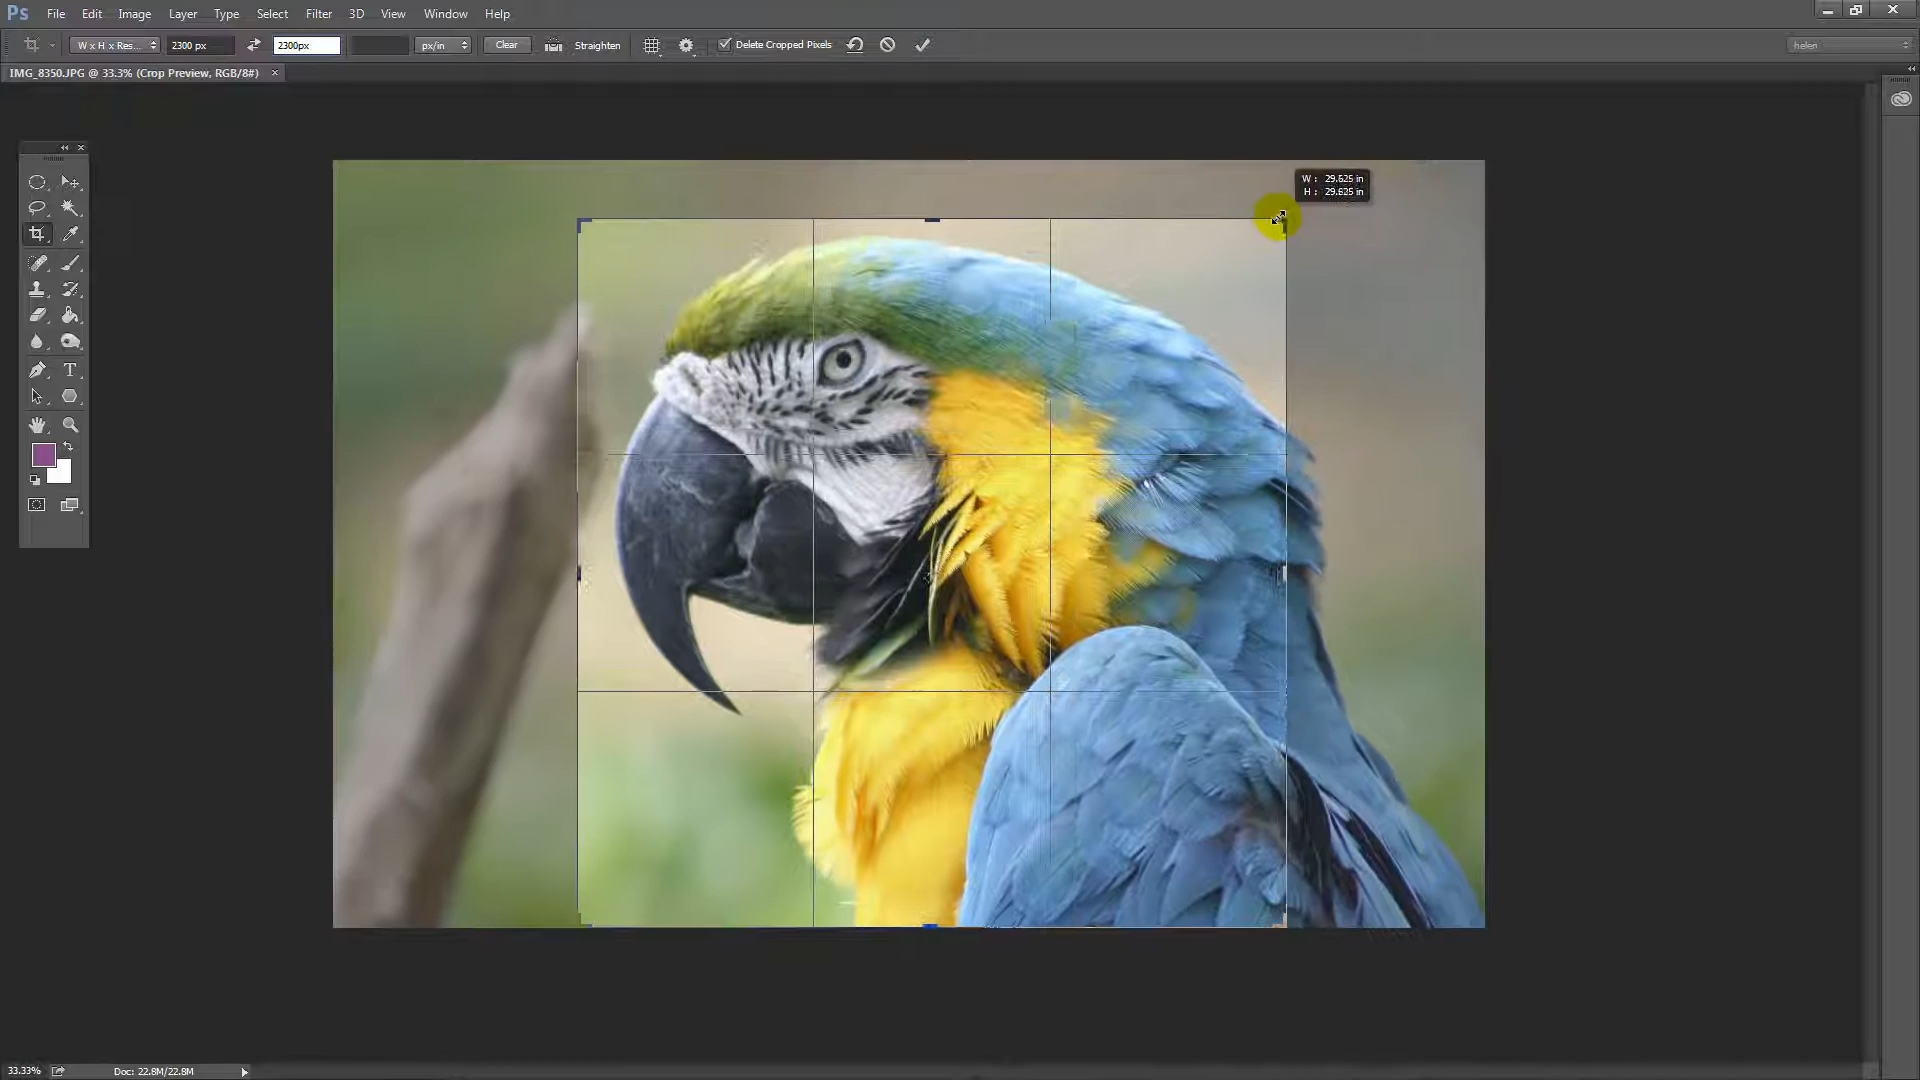 Ps File Edit Image Layer Type Select Filter 3D View Window Help
W x H x Res... 2300 px 2300px px/in Clear Straighten Delete Cropped Pixels helen
IMG_8350.JPG @ 33.3% (Crop Preview, RGB/8#) ×
W : 29.625 in
H : 29.625 in
T
33.33% Doc: 22.8M/22.8M